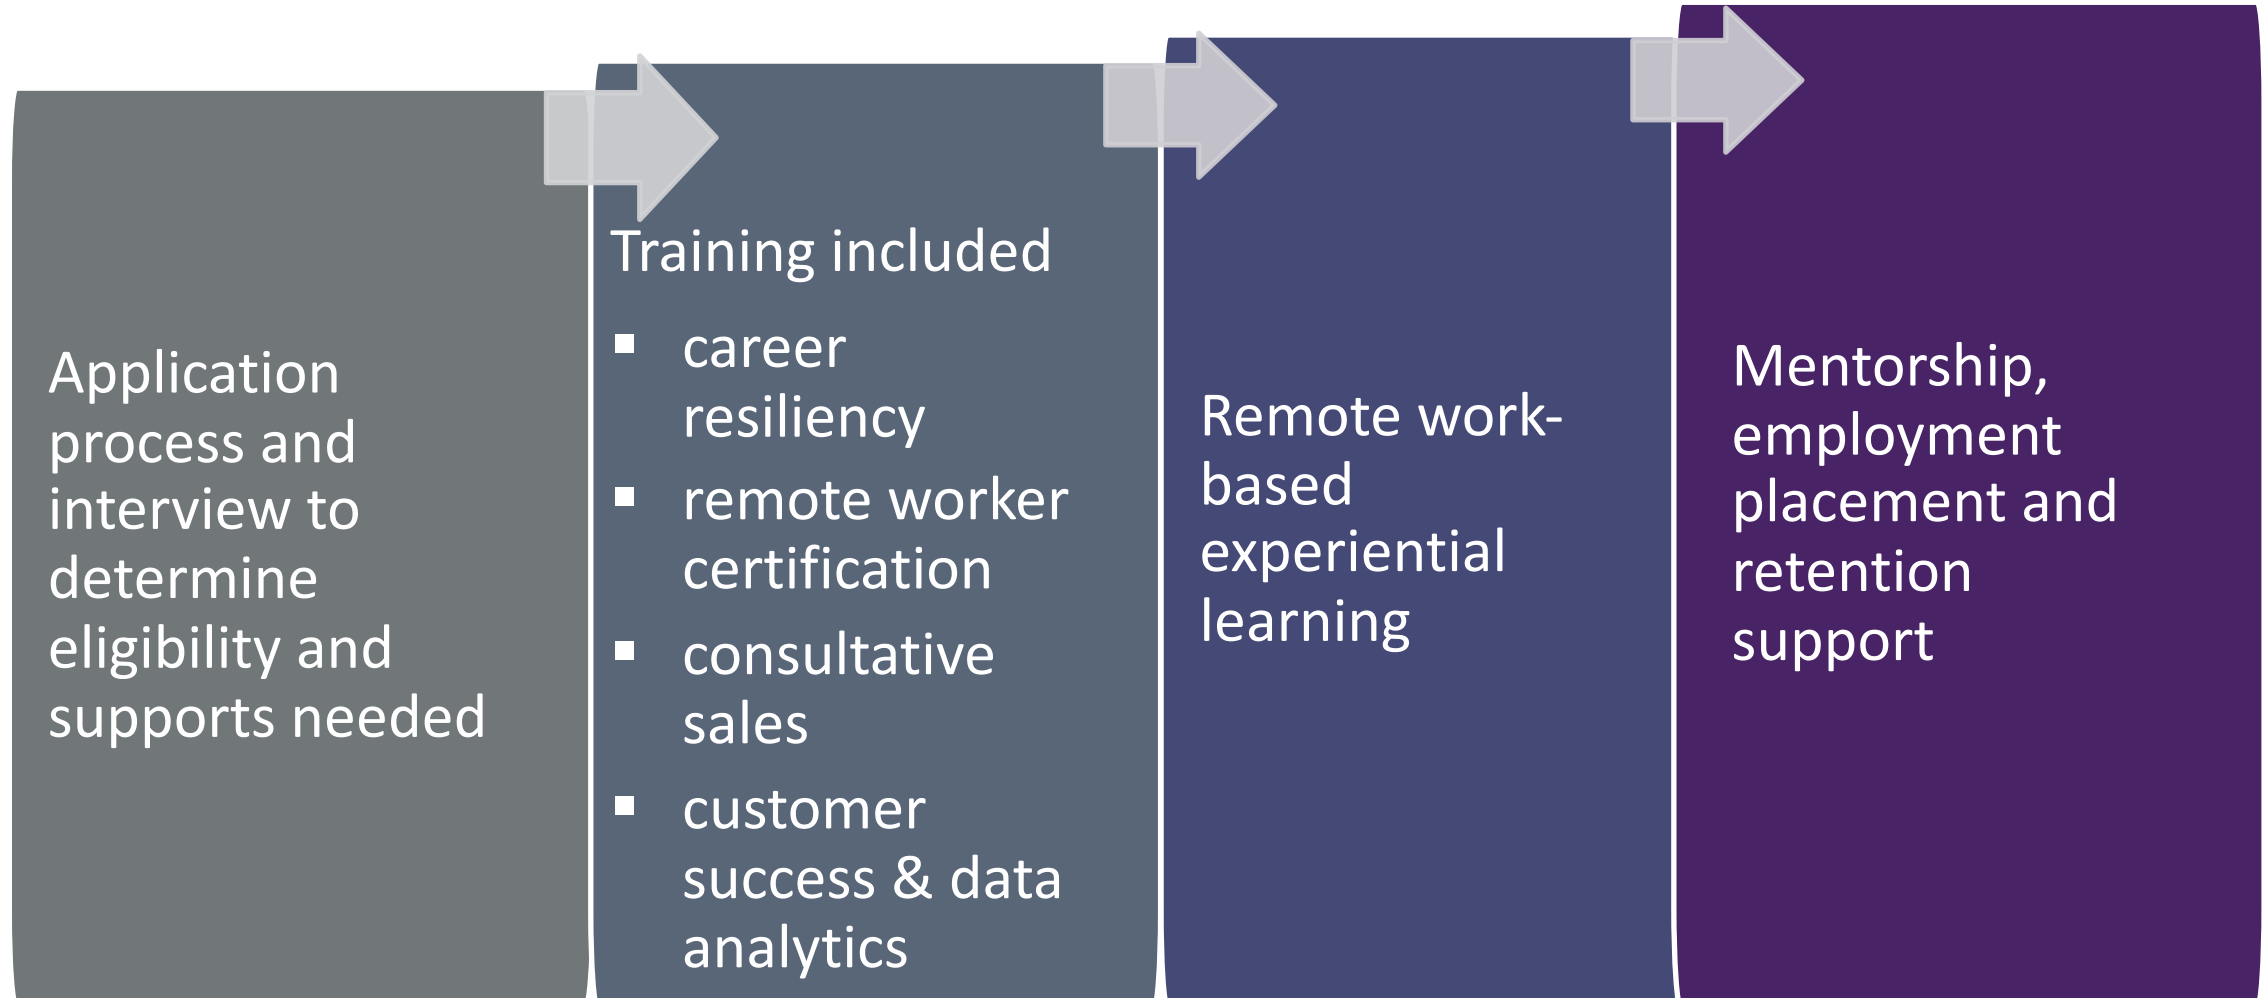 Application
process and
interview to
determine
eligibility and
supports needed
Training included
▪ career
resiliency
▪ remote worker
certification
▪ consultative
sales
▪ customer
success & data
analytics
Remote work-
based
experiential
learning
Mentorship,
employment
placement and
retention
support